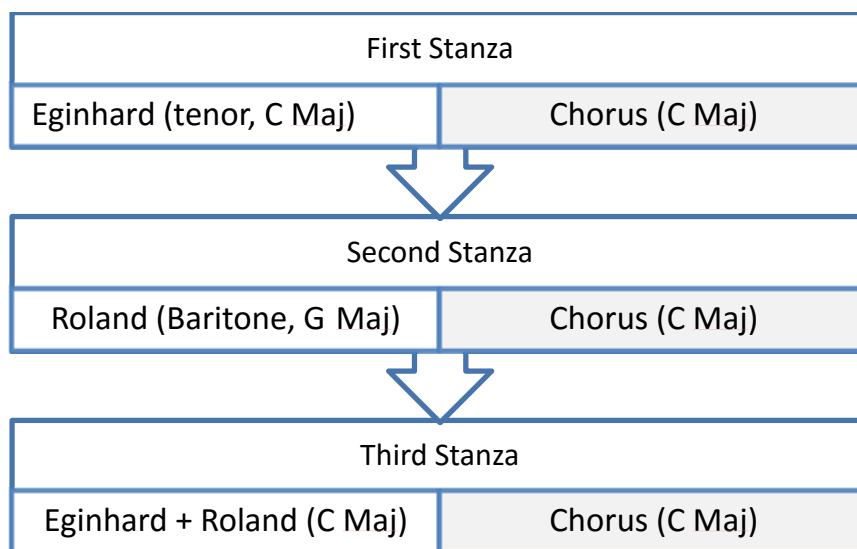 First Stanza
Eginhard (tenor, C Maj)
Chorus (C Maj)
Second Stanza
Roland (Baritone, G Maj)
Chorus (C Maj)
Third Stanza
Eginhard + Roland (C Maj)
Chorus (C Maj)